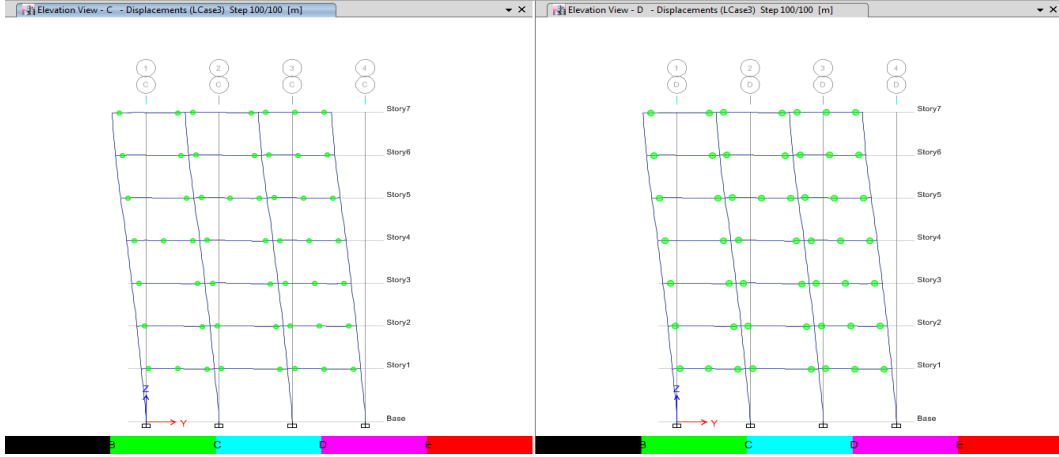 Elevation View - C - Displacements (LCase3) Step 100/100 [m]
1 2 3 4
C C C C
Story7
Story6
Story5
Story4
Story3
Story2
Story1
Z
Base
Y
B C D E
Elevation View - D - Displacements (LCase3) Step 100/100 [m]
1 2 3 4
D D D D
Story7
Story6
Story5
Story4
Story3
Story2
Story1
Z
Base
Y
B C D E